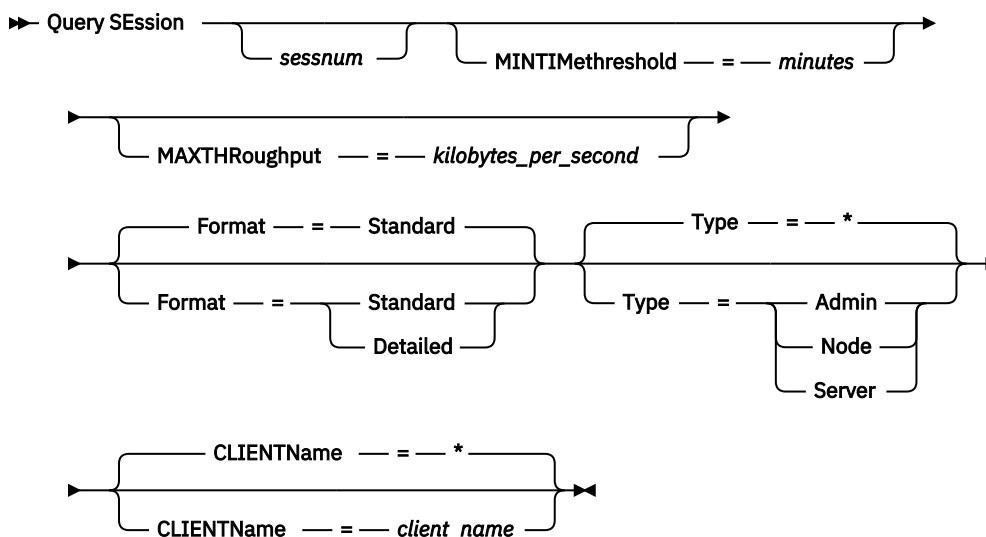 Query SEssion
sessnum
MINTIMethreshold = minutes
MAXTHRoughput = kilobytes_per_second
Format = Standard
Type = *
Format = Standard
Type = Admin
Detailed
Node
Server
CLIENTName = *
CLIENTName = client_name